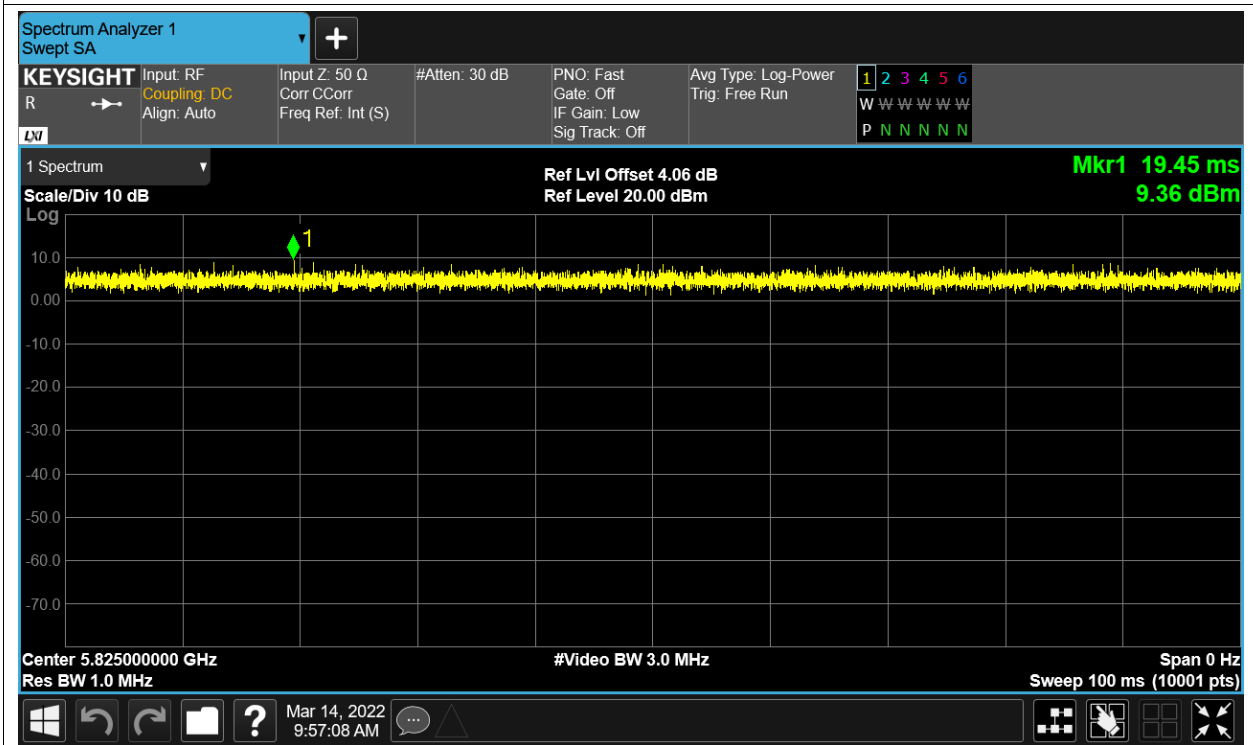 Spectrum Analyzer 1
Swept SA
KEYSIGHT
R
LXI
Input: RF
Coupling: DC
Align: Auto
Input Z: 50 Ω
Corr CCorr
Freq Ref: Int (S)
#Atten: 30 dB
PNO: Fast
Gate: Off
IF Gain: Low
Sig Track: Off
Avg Type: Log-Power
Trig: Free Run
1 2 3 4 5 6
W W W W W W
P N N N N N
1 Spectrum
Scale/Div 10 dB
Ref Lvl Offset 4.06 dB
Ref Level 20.00 dBm
Mkr1 19.45 ms
9.36 dBm
Log
1
10.0
0.00
-10.0
-20.0
-30.0
-40.0
-50.0
-60.0
-70.0
Center 5.825000000 GHz
Res BW 1.0 MHz
#Video BW 3.0 MHz
Span 0 Hz
Sweep 100 ms (10001 pts)
?
Mar 14, 2022
9:57:08 AM